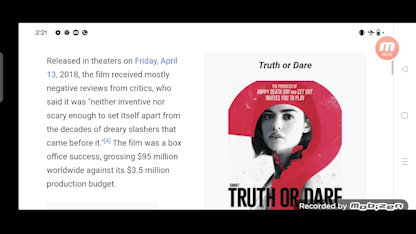 2:21
Released in theaters on Friday, April
13, 2018, the film received mostly
negative reviews from critics, who
said it was "neither inventive nor
scary enough to set itself apart from
the decades of dreary slashers that
came before it."[4] The film was a box
office success, grossing $95 million
worldwide against its $3.5 million
production budget.
Truth or Dare
THE PRODUCER OF
HAPPY DEATH DAY AND GET OUT
INVITES YOU TO PLAY
TRUTH OR DARE
Recorded by Mobizen